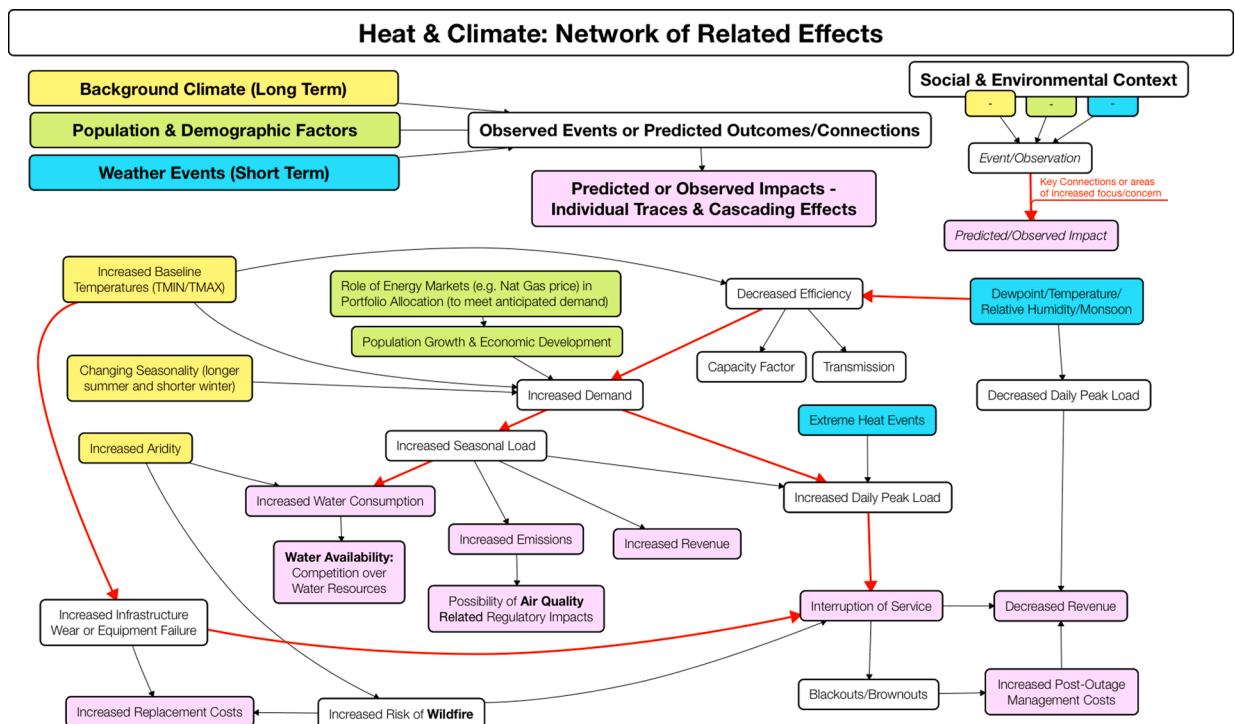 Heat & Climate: Network of Related Effects
Background Climate (Long Term)
Population & Demographic Factors
Weather Events (Short Term)
Observed Events or Predicted Outcomes/Connections
Predicted or Observed Impacts -
Individual Traces & Cascading Effects
Social & Environmental Context
-
-
-
Event/Observation
Key Connections or areas
of increased focus/concern
Predicted/Observed Impact
Increased Baseline
Temperatures (TMIN/TMAX)
Role of Energy Markets (e.g. Nat Gas price) in
Portfolio Allocation (to meet anticipated demand)
Decreased Efficiency
Dewpoint/Temperature/
Relative Humidity/Monsoon
Population Growth & Economic Development
Changing Seasonality (longer
summer and shorter winter)
Capacity Factor
Transmission
Increased Demand
Decreased Daily Peak Load
Extreme Heat Events
Increased Aridity
Increased Seasonal Load
Increased Water Consumption
Increased Daily Peak Load
Increased Emissions
Increased Revenue
Water Availability:
Competition over
Water Resources
Possibility of Air Quality
Related Regulatory Impacts
Increased Infrastructure
Wear or Equipment Failure
Interruption of Service
Decreased Revenue
Increased Replacement Costs
Increased Risk of Wildfire
Blackouts/Brownouts
Increased Post-Outage
Management Costs